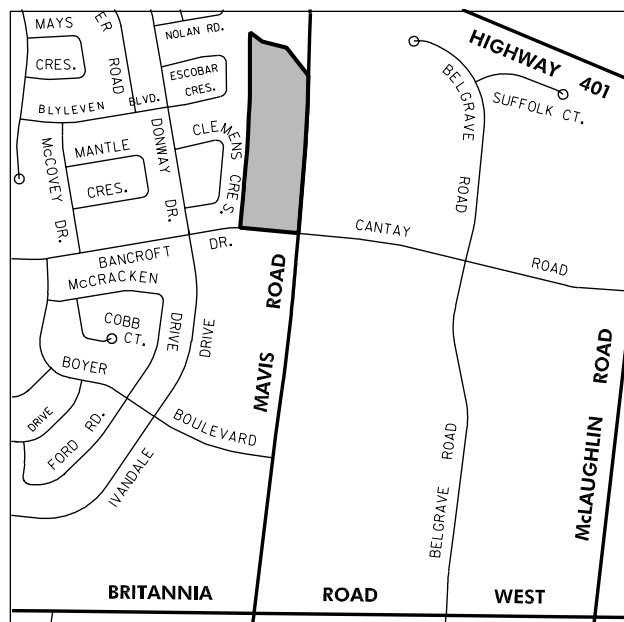 MAYS
CRES.
ER
ROAD
NOLAN RD.
ESCOBAR
CRES.
BLYLEVEN BLVD.
McCOVEY
DR.
MANTLE
CRES.
DONWAY
DR.
CLEMENS CRES.
HIGHWAY 401
BELGRAVE
ROAD
SUFFOLK CT.
CANTAY
ROAD
BANCROFT
DR.
McCRACKEN
DRIVE
COBB
CT.
BOYER
BOULEVARD
DRIVE
FORD RD.
IVANDALE
DRIVE
MAVIS ROAD
BELGRAVE ROAD
McLAUGHLIN ROAD
BRITANNIA ROAD WEST